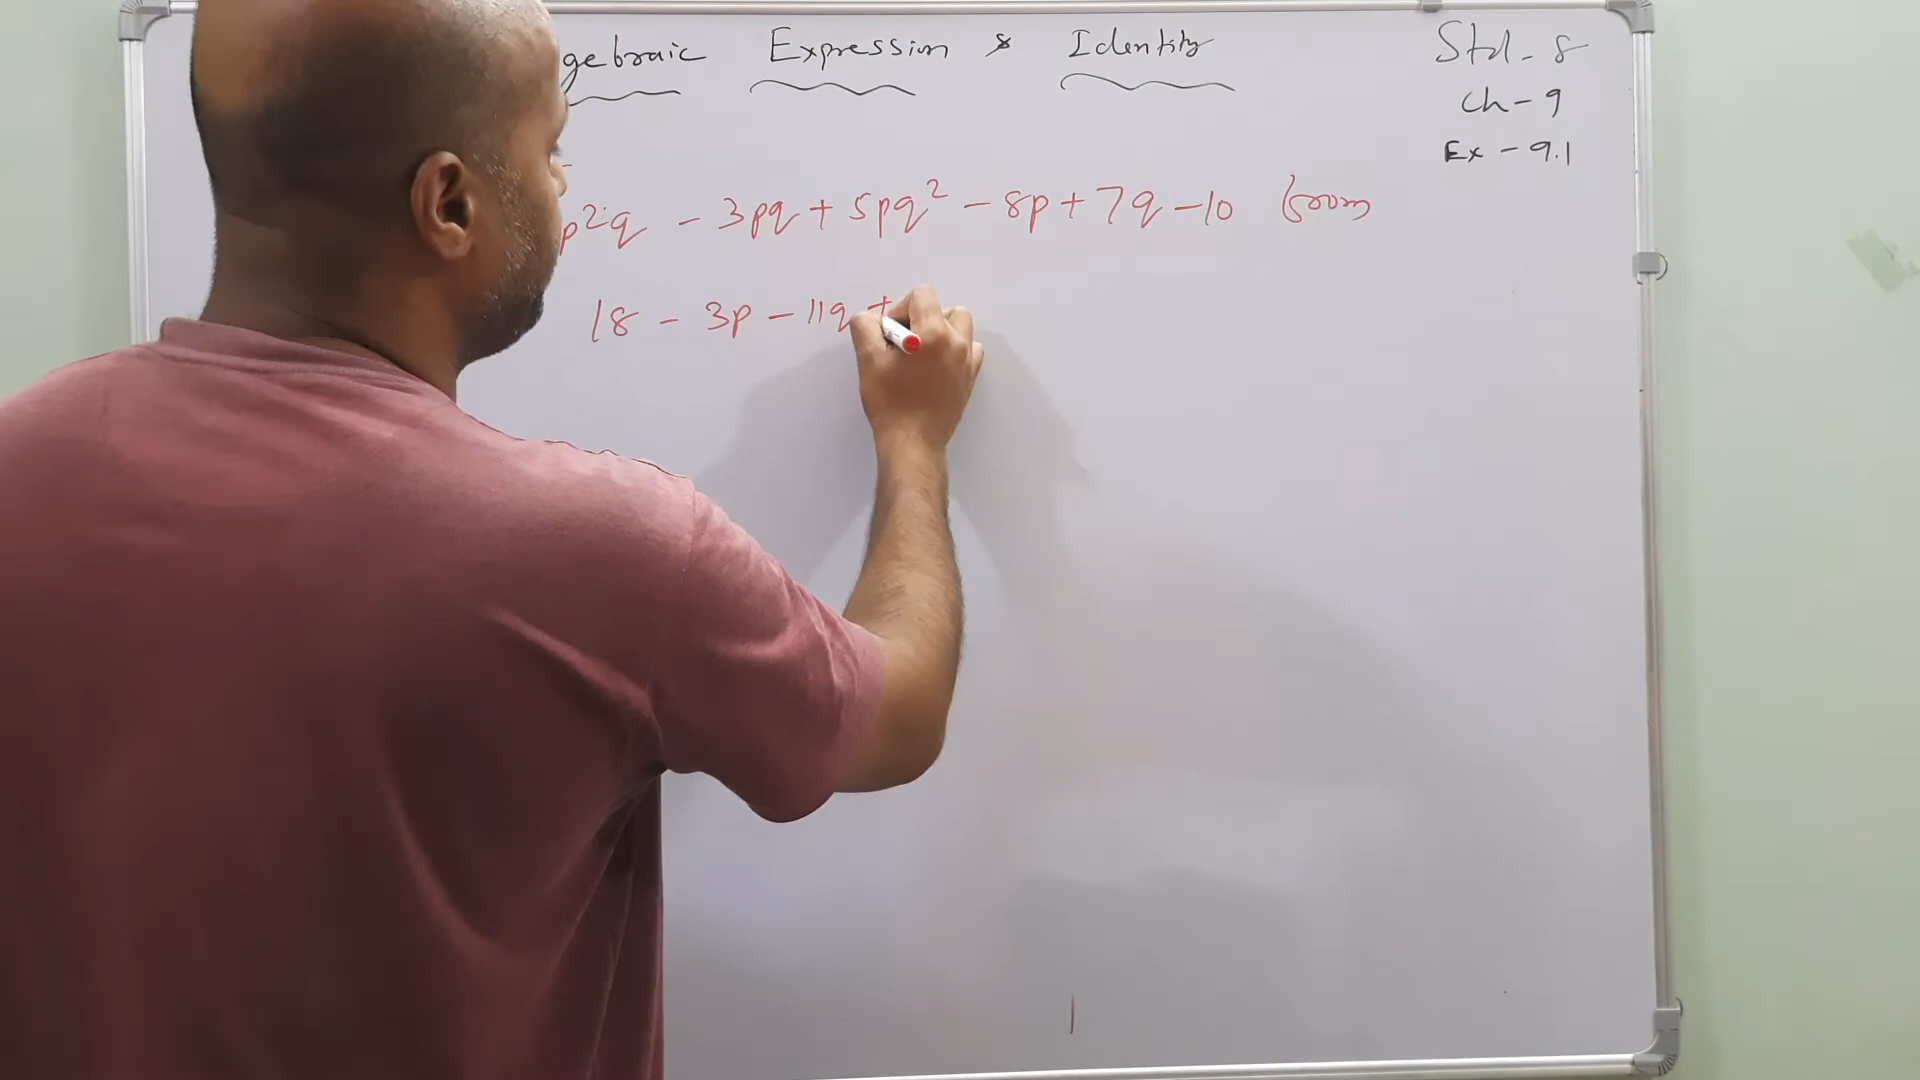 gebraic Expression & Identity
Std - 8
Ch - 9
Ex - 9.1
p²q - 3pq + 5pq² - 8p + 7q - 10 from
18 - 3p - 11q +